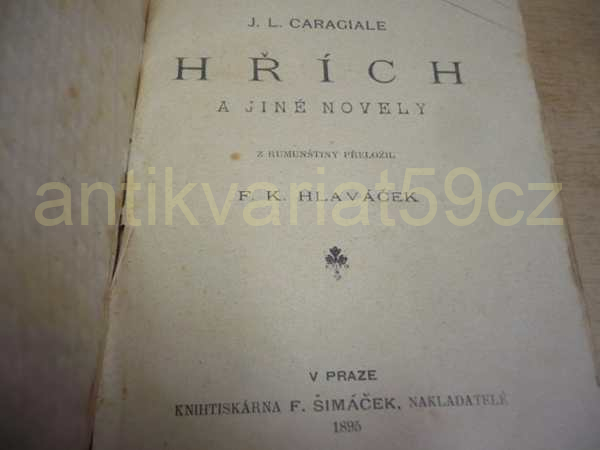 J. L. CARAGIALE
HŘÍCH
A JINÉ NOVELY
Z RUMUNŠTINY PŘELOŽIL
F. K. HLAVÁČEK
antikvariat59cz
V PRAZE
KNIHTISKÁRNA F. ŠIMÁČEK, NAKLADATELÉ
1895